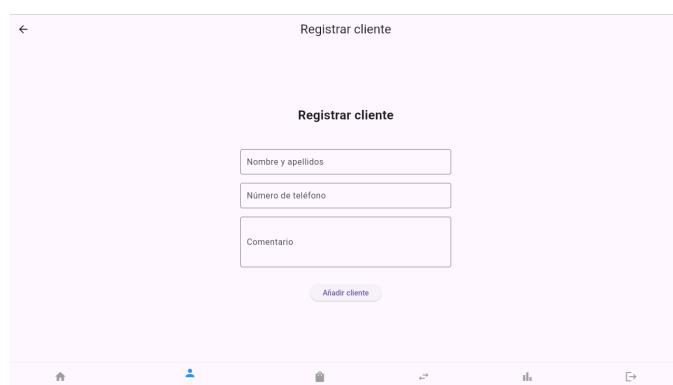 Registrar cliente
Registrar cliente
Nombre y apellidos
Número de teléfono
Comentario
Añadir cliente